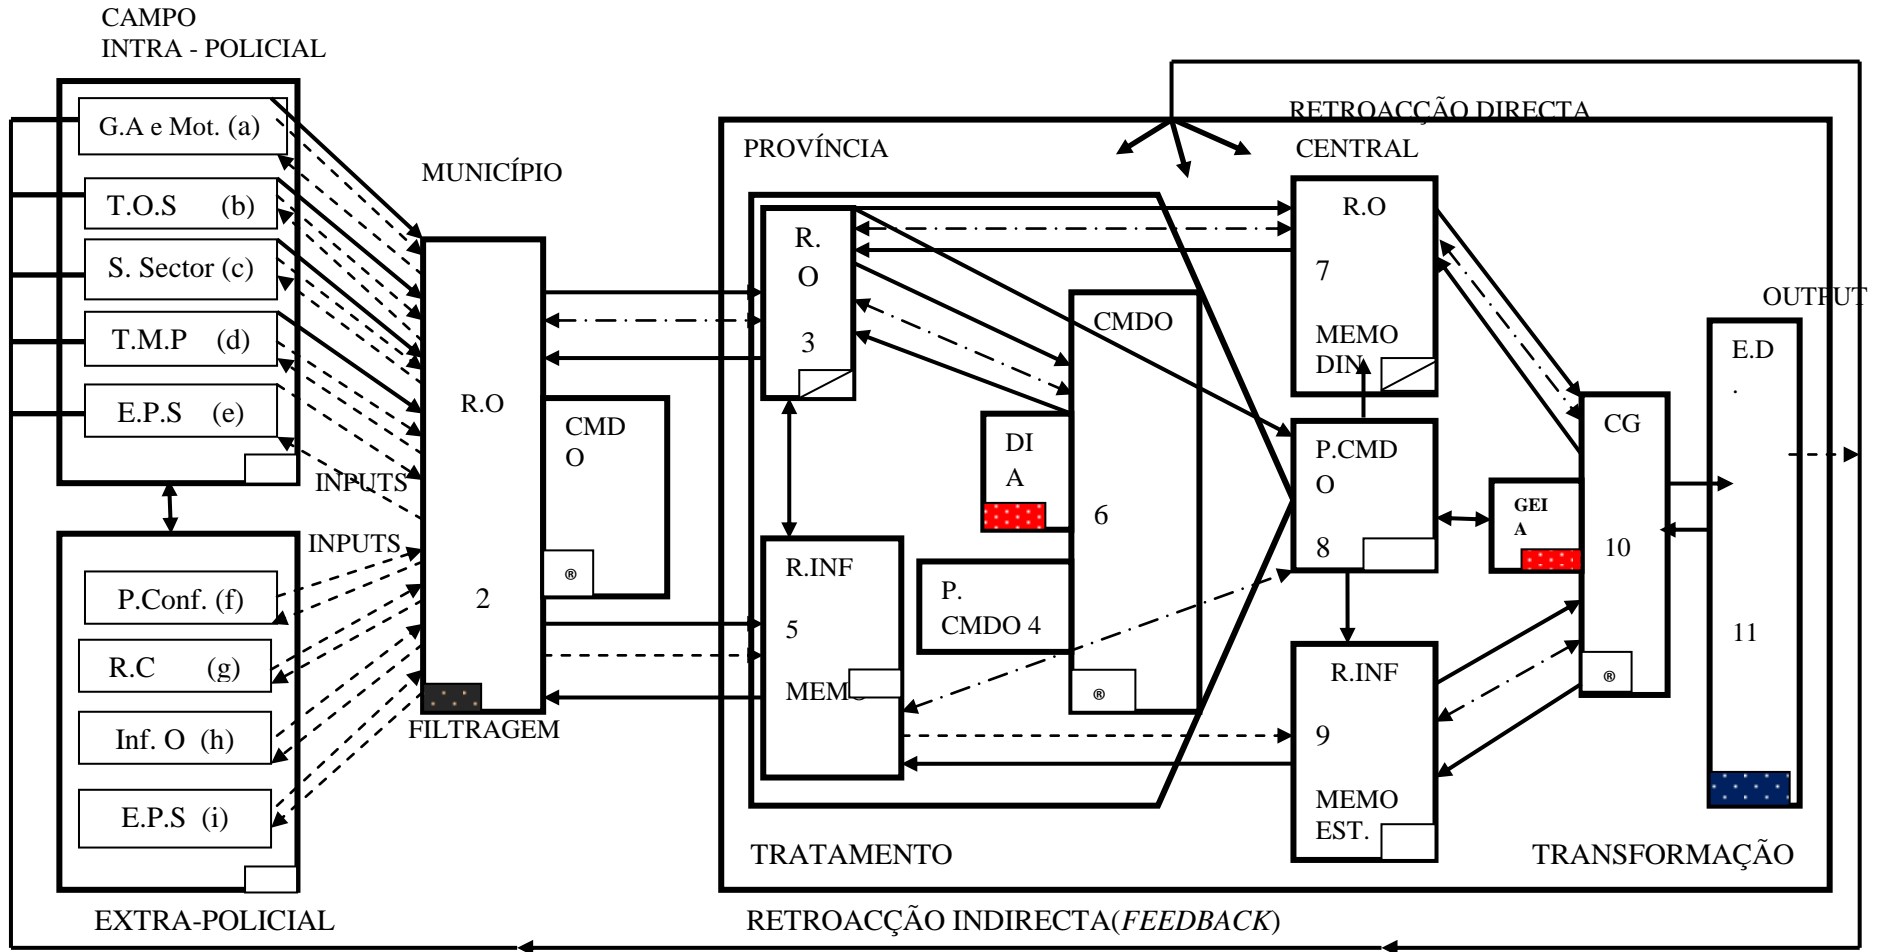 CAMPO
INTRA - POLICIAL
G.A e Mot. (a)
T.O.S (b)
S. Sector (c)
T.M.P (d)
E.P.S (e)
INPUTS
INPUTS
P.Conf. (f)
R.C (g)
Inf. O (h)
E.P.S (i)
EXTRA-POLICIAL
MUNICÍPIO
R.O
2
CMD
O
®
FILTRAGEM
RETROACÇÃO DIRECTA
PROVÍNCIA
R.
O
3
R.INF
5
MEMO
DI
A
P.
CMDO 4
CMDO
6
®
TRATAMENTO
CENTRAL
R.O
7
MEMO
DIN
P.CMD
O
8
R.INF
9
MEMO
EST.
GEI
A
CG
10
®
OUTPUT
E.D
.
11
TRANSFORMAÇÃO
RETROACÇÃO INDIRECTA(FEEDBACK)